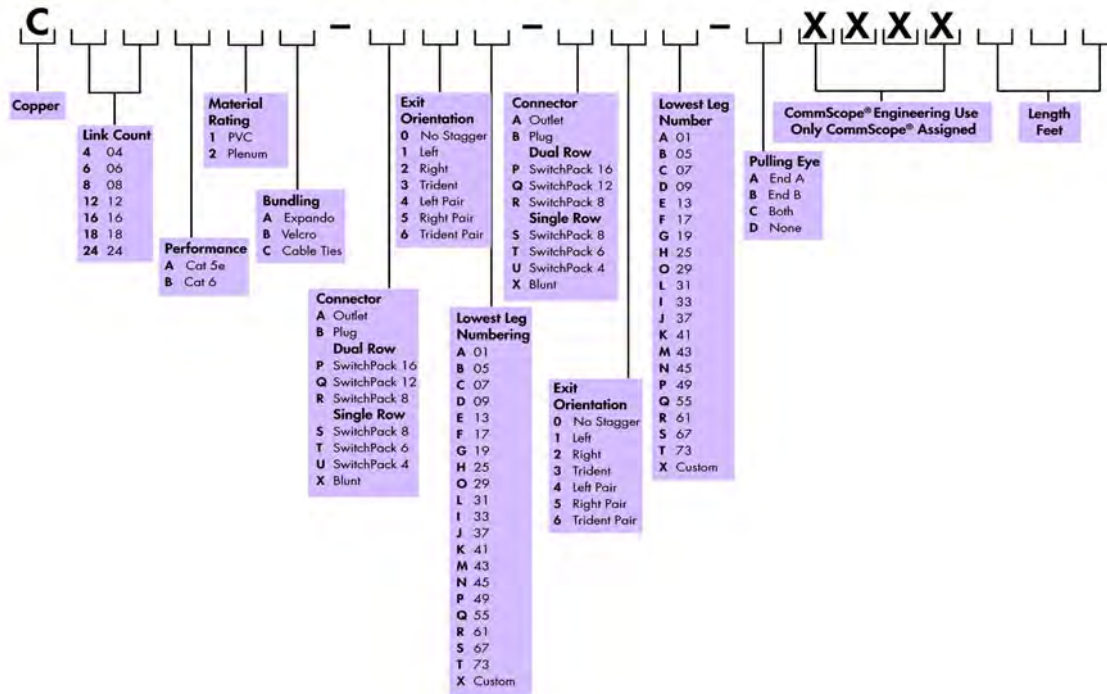 C – – – X X X X
Copper
Link Count
4 04
6 06
8 08
12 12
16 16
18 18
24 24
Performance
A Cat 5e
B Cat 6
Material
Rating
1 PVC
2 Plenum
Bundling
A Expando
B Velcro
C Cable Ties
Connector
A Outlet
B Plug
Dual Row
P SwitchPack 16
Q SwitchPack 12
R SwitchPack 8
Single Row
S SwitchPack 8
T SwitchPack 6
U SwitchPack 4
X Blunt
Exit
Orientation
0 No Stagger
1 Left
2 Right
3 Trident
4 Left Pair
5 Right Pair
6 Trident Pair
Lowest Leg
Numbering
A 01
B 05
C 07
D 09
E 13
F 17
G 19
H 25
O 29
L 31
I 33
J 37
K 41
M 43
N 45
P 49
Q 55
R 61
S 67
T 73
X Custom
Connector
A Outlet
B Plug
Dual Row
P SwitchPack 16
Q SwitchPack 12
R SwitchPack 8
Single Row
S SwitchPack 8
T SwitchPack 6
U SwitchPack 4
X Blunt
Exit
Orientation
0 No Stagger
1 Left
2 Right
3 Trident
4 Left Pair
5 Right Pair
6 Trident Pair
Lowest Leg
Number
A 01
B 05
C 07
D 09
E 13
F 17
G 19
H 25
O 29
L 31
I 33
J 37
K 41
M 43
N 45
P 49
Q 55
R 61
S 67
T 73
X Custom
Pulling Eye
A End A
B End B
C Both
D None
CommScope® Engineering Use
Only CommScope® Assigned
Length
Feet